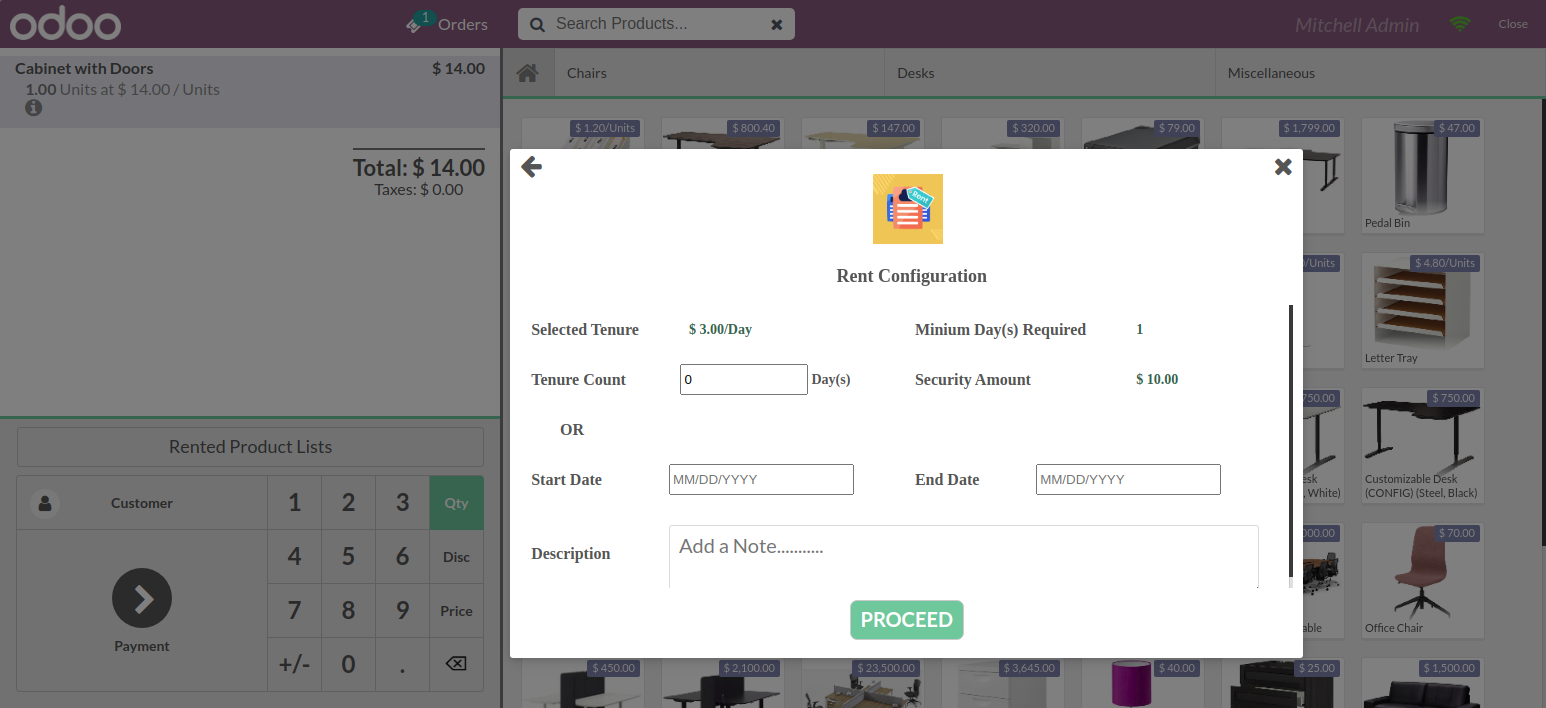 odoo
1
Orders
Search Products...
Mitchell Admin
Close
Cabinet with Doors
$ 14.00
1.00 Units at $ 14.00 / Units
Total: $ 14.00
Taxes: $ 0.00
Chairs
Desks
Miscellaneous
$ 1.20/Units
$ 800.40
$ 147.00
$ 320.00
$ 79.00
$ 1,799.00
$ 47.00
Pedal Bin
Rent
Rent Configuration
Selected Tenure
$ 3.00/Day
Minium Day(s) Required
1
Tenure Count
0
Day(s)
Security Amount
$ 10.00
OR
Start Date
MM/DD/YYYY
End Date
MM/DD/YYYY
Description
Add a Note...........
PROCEED
/Units
$ 4.80/Units
Letter Tray
750.00
$ 750.00
, White)
Customizable Desk
(CONFIG) (Steel, Black)
000.00
$ 70.00
Office Chair
Rented Product Lists
Customer
1
2
3
Qty
4
5
6
Disc
Payment
7
8
9
Price
+/-
0
.
$ 450.00
$ 2,100.00
$ 23,500.00
$ 3,645.00
$ 40.00
$ 25.00
$ 1,500.00